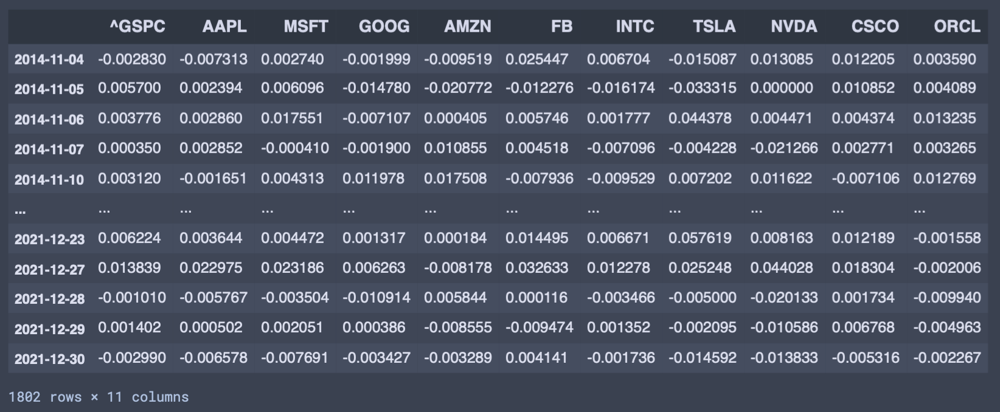 ^GSPC AAPL MSFT GOOG AMZN FB INTC TSLA NVDA CSCO ORCL
2014-11-04 -0.002830 -0.007313 0.002740 -0.001999 -0.009519 0.025447 0.006704 -0.015087 0.013085 0.012205 0.003590
2014-11-05 0.005700 0.002394 0.006096 -0.014780 -0.020772 -0.012276 -0.016174 -0.033315 0.000000 0.010852 0.004089
2014-11-06 0.003776 0.002860 0.017551 -0.007107 0.000405 0.005746 0.001777 0.044378 0.004471 0.004374 0.013235
2014-11-07 0.000350 0.002852 -0.000410 -0.001900 0.010855 0.004518 -0.007096 -0.004228 -0.021266 0.002771 0.003265
2014-11-10 0.003120 -0.001651 0.004313 0.011978 0.017508 -0.007936 -0.009529 0.007202 0.011622 -0.007106 0.012769
... ... ... ... ... ... ... ... ... ... ... ...
2021-12-23 0.006224 0.003644 0.004472 0.001317 0.000184 0.014495 0.006671 0.057619 0.008163 0.012189 -0.001558
2021-12-27 0.013839 0.022975 0.023186 0.006263 -0.008178 0.032633 0.012278 0.025248 0.044028 0.018304 -0.002006
2021-12-28 -0.001010 -0.005767 -0.003504 -0.010914 0.005844 0.000116 -0.003466 -0.005000 -0.020133 0.001734 -0.009940
2021-12-29 0.001402 0.000502 0.002051 0.000386 -0.008555 -0.009474 0.001352 -0.002095 -0.010586 0.006768 -0.004963
2021-12-30 -0.002990 -0.006578 -0.007691 -0.003427 -0.003289 0.004141 -0.001736 -0.014592 -0.013833 -0.005316 -0.002267
1802 rows × 11 columns